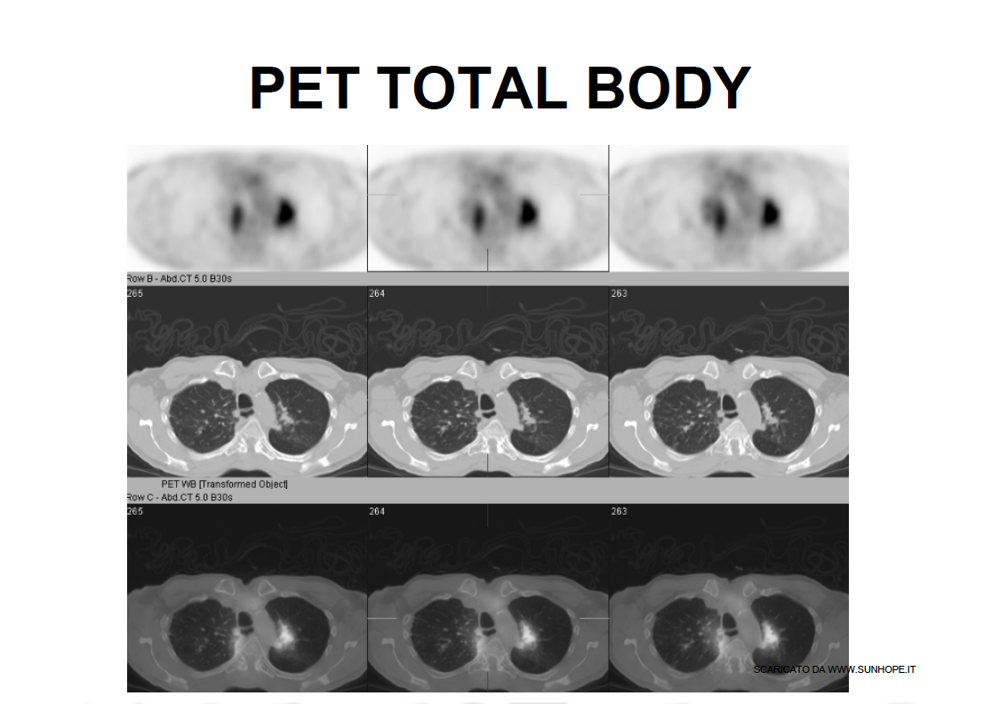 PET TOTAL BODY
Row B - Abd.CT 5.0 B30s
265 264 263
PET WB [Transformed Object]
Row C - Abd.CT 5.0 B30s
265 264 263
SCARICATO DA WWW.SUNHOPE.IT